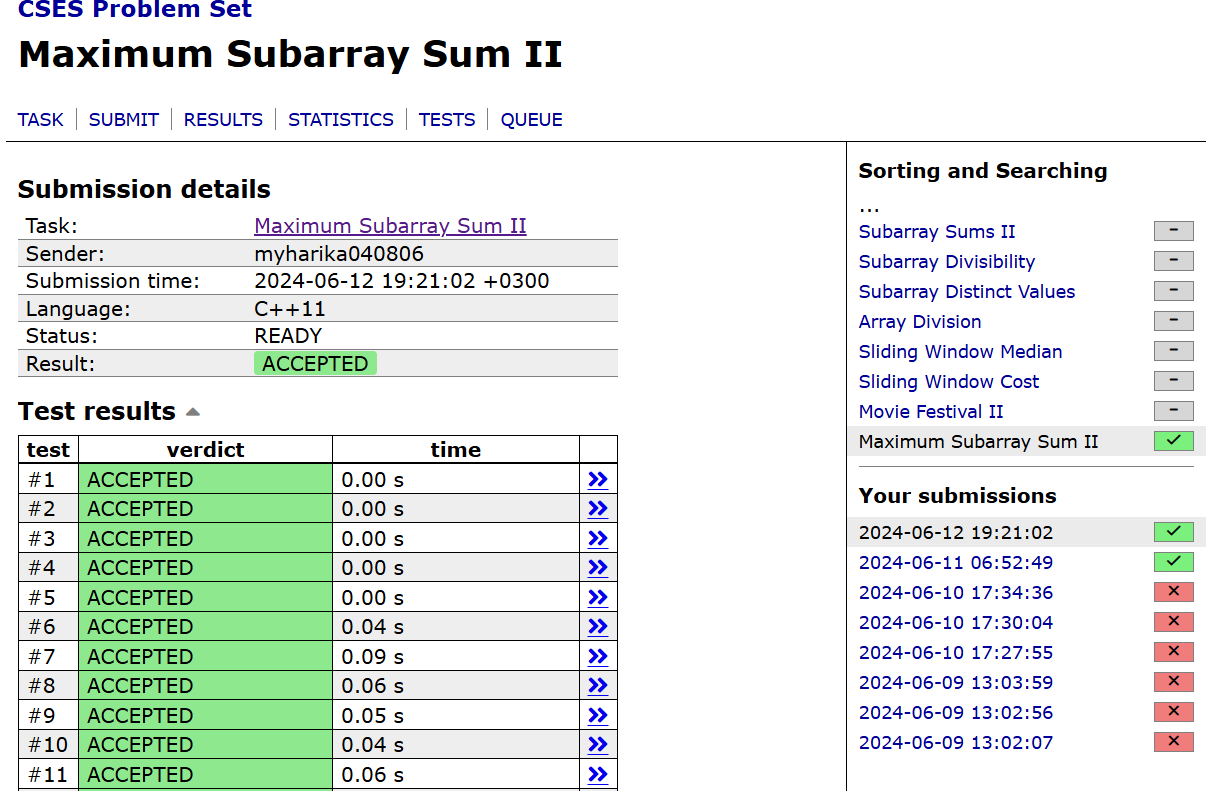 CSES Problem Set
Maximum Subarray Sum II
TASK SUBMIT RESULTS STATISTICS TESTS QUEUE
Submission details
Task: Maximum Subarray Sum II
Sender: myharika040806
Submission time: 2024-06-12 19:21:02 +0300
Language: C++11
Status: READY
Result: ACCEPTED
Test results
test verdict time
#1 ACCEPTED 0.00 s »
#2 ACCEPTED 0.00 s »
#3 ACCEPTED 0.00 s »
#4 ACCEPTED 0.00 s »
#5 ACCEPTED 0.00 s »
#6 ACCEPTED 0.04 s »
#7 ACCEPTED 0.09 s »
#8 ACCEPTED 0.06 s »
#9 ACCEPTED 0.05 s »
#10 ACCEPTED 0.04 s »
#11 ACCEPTED 0.06 s »
Sorting and Searching
...
Subarray Sums II –
Subarray Divisibility –
Subarray Distinct Values –
Array Division –
Sliding Window Median –
Sliding Window Cost –
Movie Festival II –
Maximum Subarray Sum II ✓
Your submissions
2024-06-12 19:21:02 ✓
2024-06-11 06:52:49 ✓
2024-06-10 17:34:36 ×
2024-06-10 17:30:04 ×
2024-06-10 17:27:55 ×
2024-06-09 13:03:59 ×
2024-06-09 13:02:56 ×
2024-06-09 13:02:07 ×